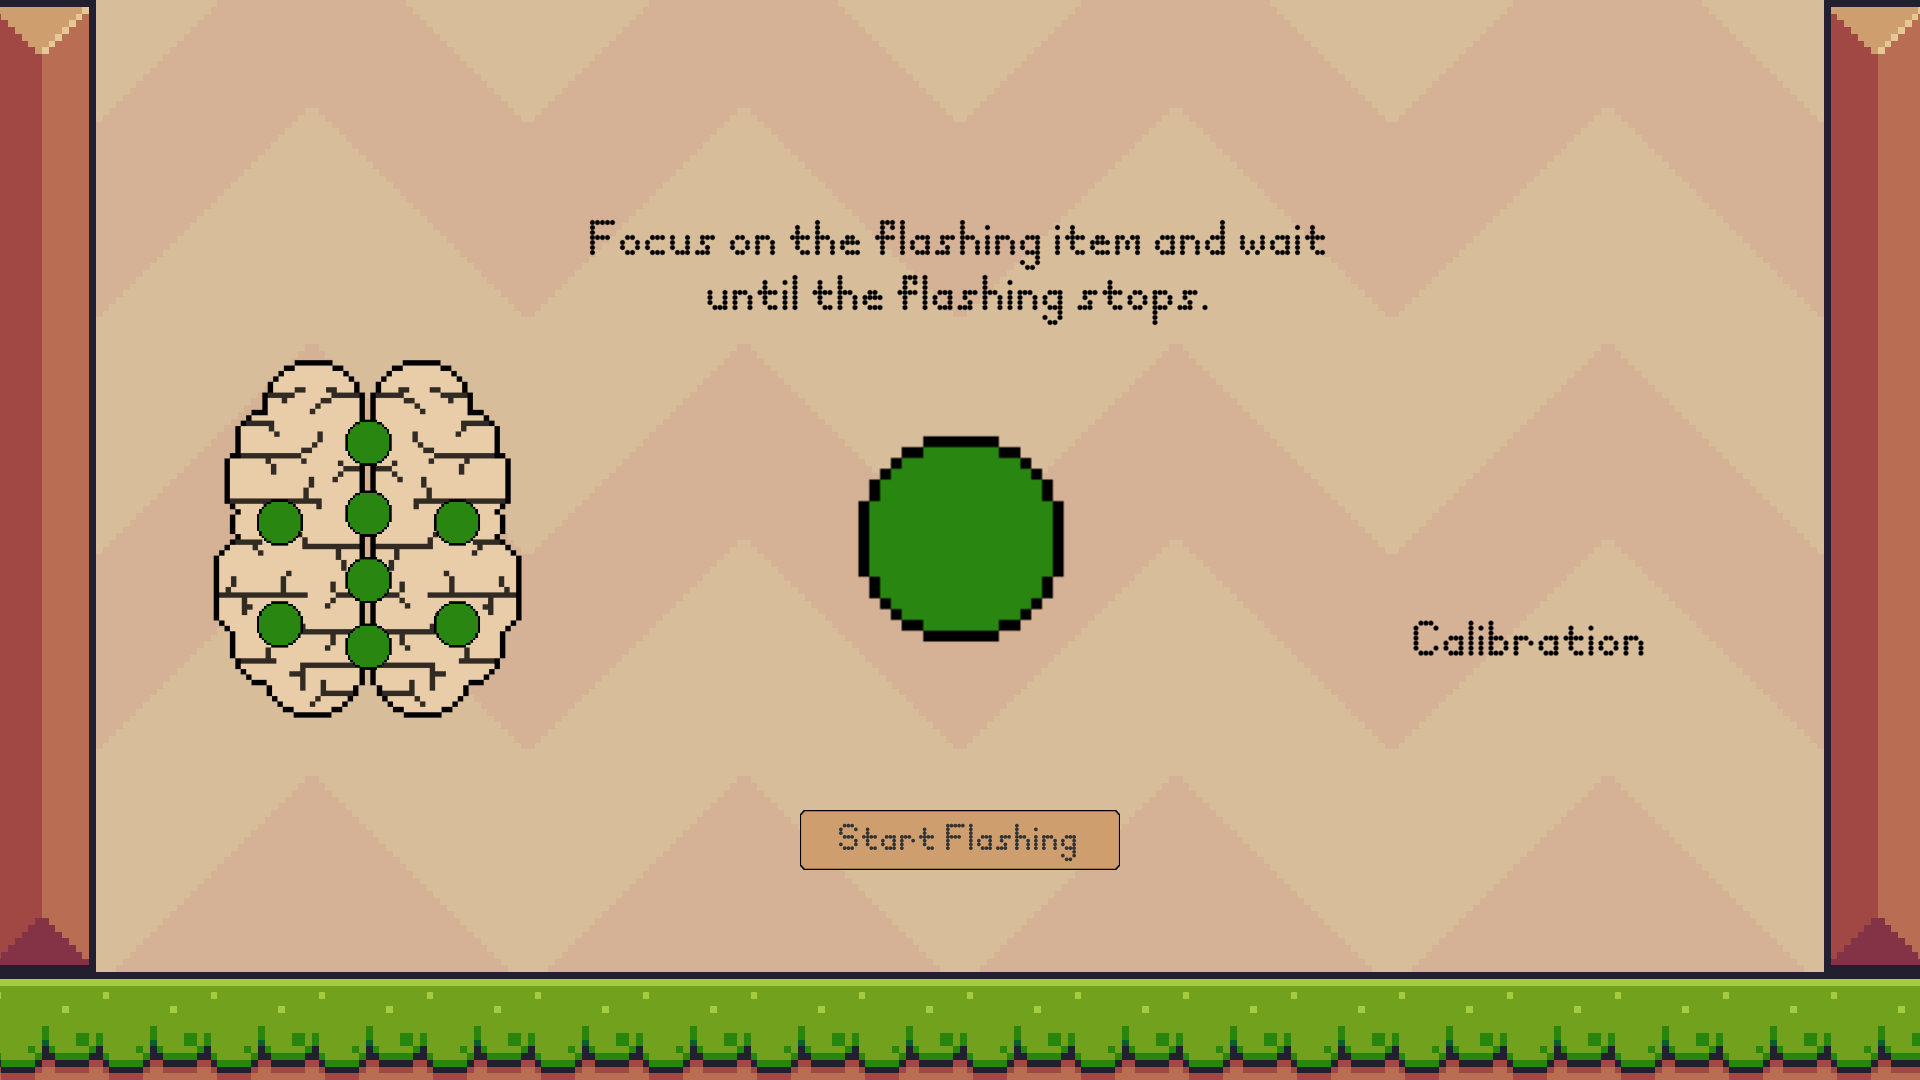 Focus on the flashing item and wait
until the flashing stops.
Calibration
Start Flashing